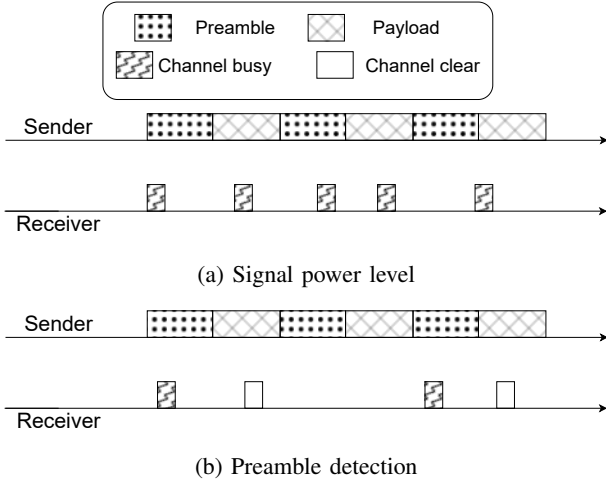 Preamble Payload
Channel busy Channel clear
Sender
Receiver
(a) Signal power level
Sender
Receiver
(b) Preamble detection